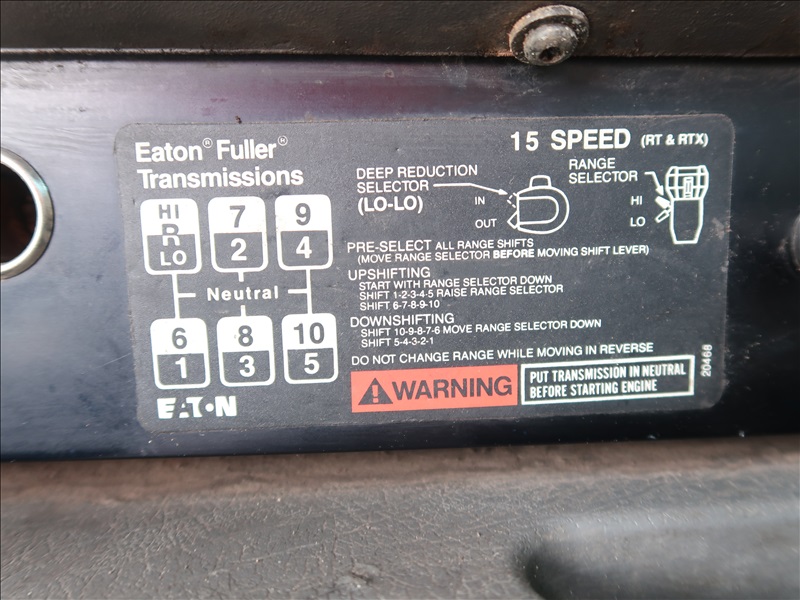 Eaton® Fuller®
Transmissions
15 SPEED (RT & RTX)
HI
R
LO
7
2
9
4
Neutral
6
1
8
3
10
5
EATON
DEEP REDUCTION
SELECTOR
(LO-LO)
IN
OUT
RANGE
SELECTOR
HI
LO
PRE-SELECT ALL RANGE SHIFTS
(MOVE RANGE SELECTOR BEFORE MOVING SHIFT LEVER)
UPSHIFTING
START WITH RANGE SELECTOR DOWN
SHIFT 1-2-3-4-5 RAISE RANGE SELECTOR
SHIFT 6-7-8-9-10
DOWNSHIFTING
SHIFT 10-9-8-7-6 MOVE RANGE SELECTOR DOWN
SHIFT 5-4-3-2-1
DO NOT CHANGE RANGE WHILE MOVING IN REVERSE
WARNING
PUT TRANSMISSION IN NEUTRAL
BEFORE STARTING ENGINE
20468